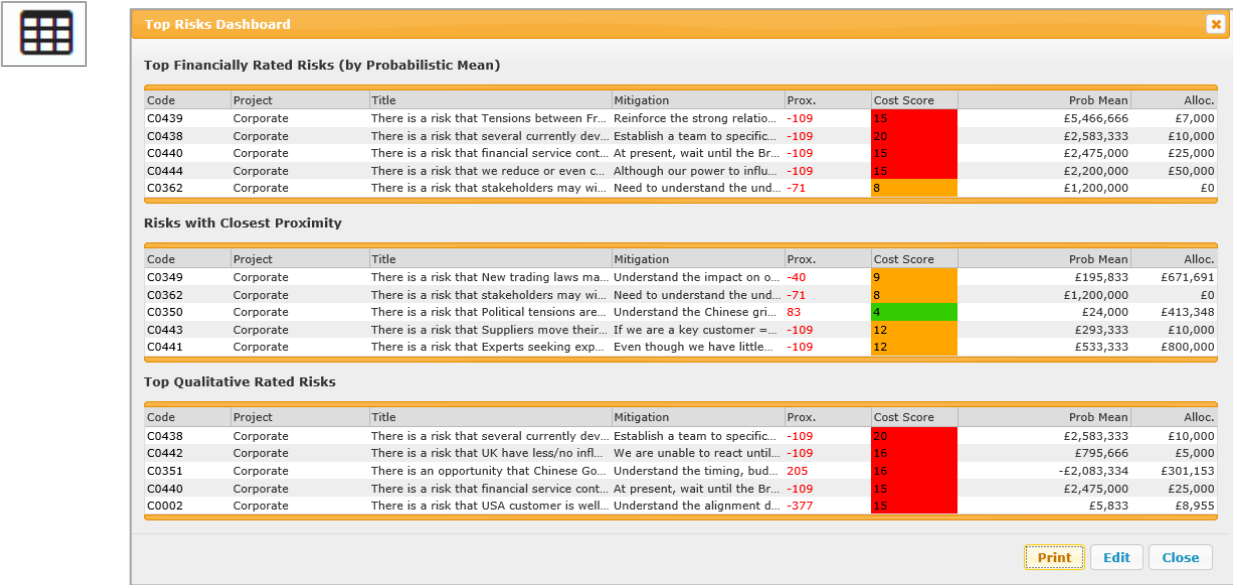 Top Risks Dashboard
Top Financially Rated Risks (by Probabilistic Mean)
Code Project Title Mitigation Prox. Cost Score Prob Mean Alloc.
C0439 Corporate There is a risk that Tensions between Fr... Reinforce the strong relatio... -109 15 £5,466,666 £7,000
C0438 Corporate There is a risk that several currently dev... Establish a team to specific... -109 20 £2,583,333 £10,000
C0440 Corporate There is a risk that financial service cont... At present, wait until the Br... -109 15 £2,475,000 £25,000
C0444 Corporate There is a risk that we reduce or even c... Although our power to influ... -109 15 £2,200,000 £50,000
C0362 Corporate There is a risk that stakeholders may wi... Need to understand the und... -71 8 £1,200,000 £0
Risks with Closest Proximity
Code Project Title Mitigation Prox. Cost Score Prob Mean Alloc.
C0349 Corporate There is a risk that New trading laws ma... Understand the impact on o... -40 9 £195,833 £671,691
C0362 Corporate There is a risk that stakeholders may wi... Need to understand the und... -71 8 £1,200,000 £0
C0350 Corporate There is a risk that Political tensions are... Understand the Chinese gri... 83 4 £24,000 £413,348
C0443 Corporate There is a risk that Suppliers move their... If we are a key customer =... -109 12 £293,333 £10,000
C0441 Corporate There is a risk that Experts seeking exp... Even though we have little... -109 12 £533,333 £800,000
Top Qualitative Rated Risks
Code Project Title Mitigation Prox. Cost Score Prob Mean Alloc.
C0438 Corporate There is a risk that several currently dev... Establish a team to specific... -109 20 £2,583,333 £10,000
C0442 Corporate There is a risk that UK have less/no infl... We are unable to react until... -109 16 £795,666 £5,000
C0351 Corporate There is an opportunity that Chinese Go... Understand the timing, bud... 205 16 -£2,083,334 £301,153
C0440 Corporate There is a risk that financial service cont... At present, wait until the Br... -109 15 £2,475,000 £25,000
C0002 Corporate There is a risk that USA customer is well... Understand the alignment d... -377 15 £5,833 £8,955
Print Edit Close